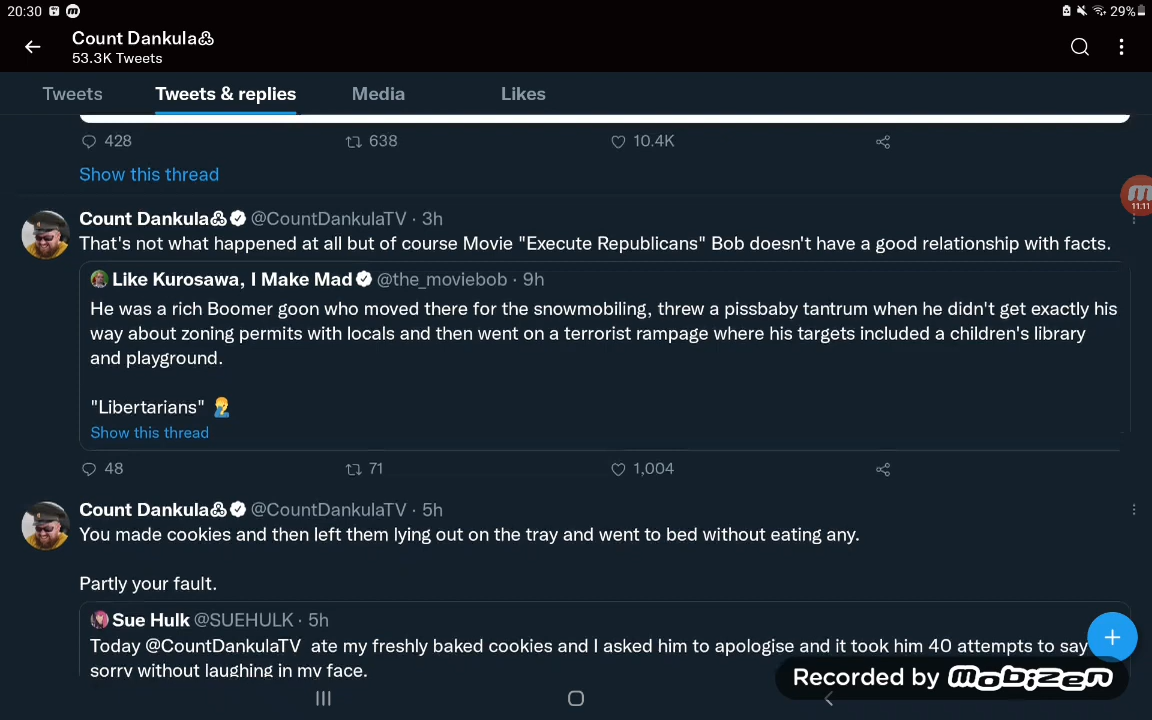 20:30
29%
Count Dankula
53.3K Tweets
Tweets Tweets & replies Media Likes
428 638 10.4K
Show this thread
11.11
Count Dankula @CountDankulaTV · 3h
That's not what happened at all but of course Movie "Execute Republicans" Bob doesn't have a good relationship with facts.
Like Kurosawa, I Make Mad @the_moviebob · 9h
He was a rich Boomer goon who moved there for the snowmobiling, threw a pissbaby tantrum when he didn't get exactly his
way about zoning permits with locals and then went on a terrorist rampage where his targets included a children's library
and playground.
"Libertarians" 🤦‍♂️
Show this thread
48 71 1,004
Count Dankula @CountDankulaTV · 5h
You made cookies and then left them lying out on the tray and went to bed without eating any.
Partly your fault.
Sue Hulk @SUEHULK · 5h
Today @CountDankulaTV ate my freshly baked cookies and I asked him to apologise and it took him 40 attempts to say
sorry without laughing in my face.
Recorded by Mobizen